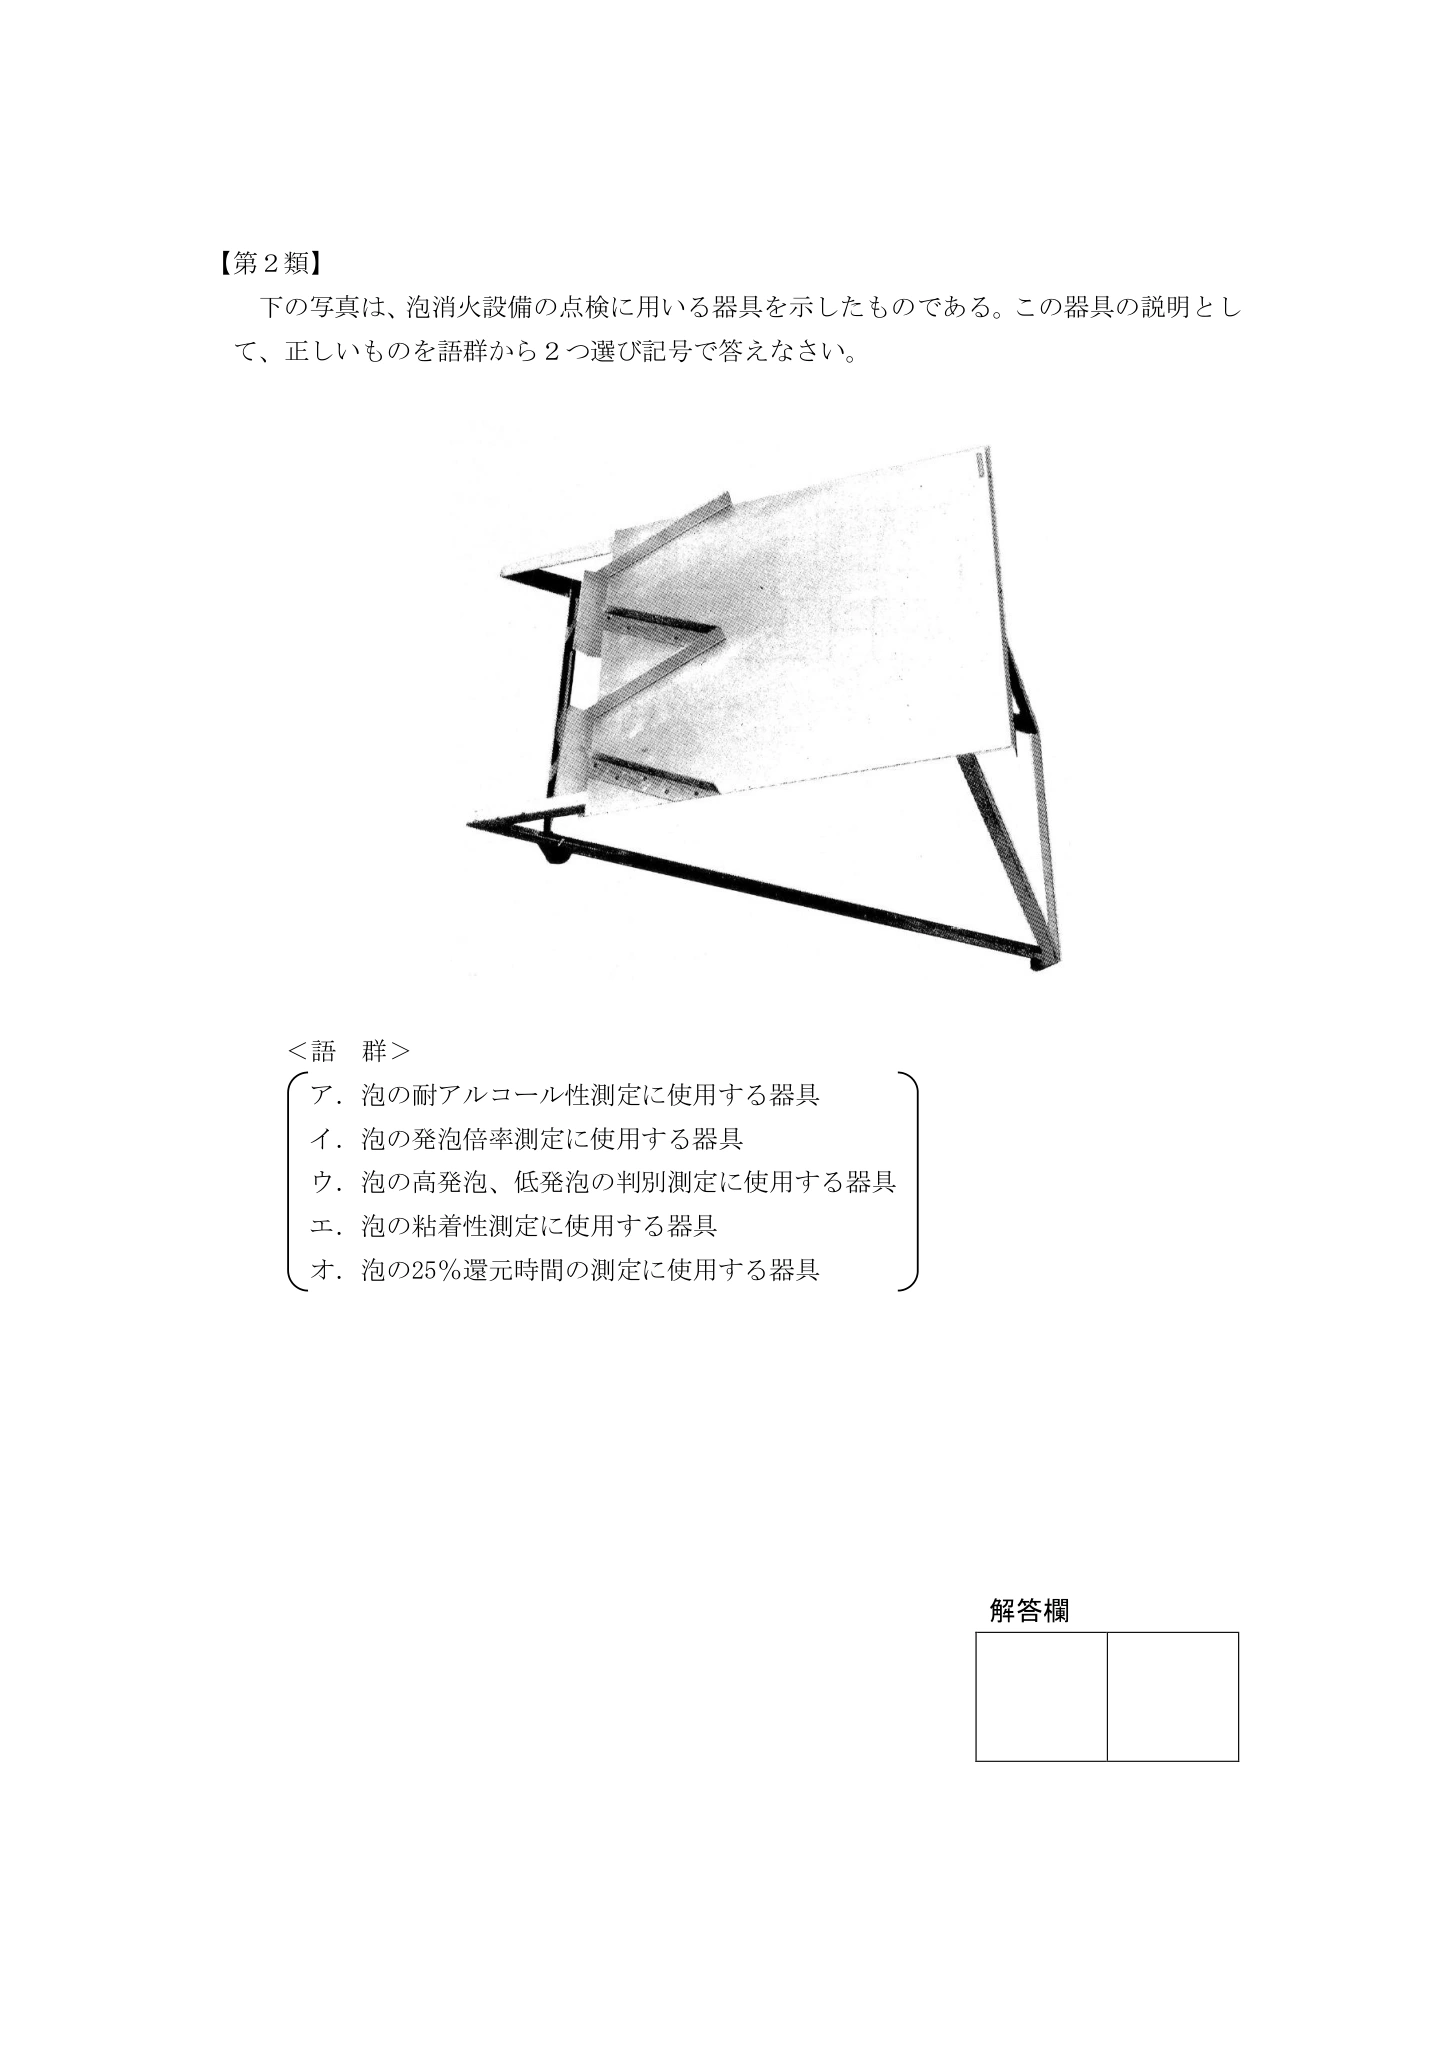 【第２類】
下の写真は、泡消火設備の点検に用いる器具を示したものである。この器具の説明とし
て、正しいものを語群から２つ選び記号で答えなさい。
＜語　群＞
ア．泡の耐アルコール性測定に使用する器具
イ．泡の発泡倍率測定に使用する器具
ウ．泡の高発泡、低発泡の判別測定に使用する器具
エ．泡の粘着性測定に使用する器具
オ．泡の25％還元時間の測定に使用する器具
解答欄